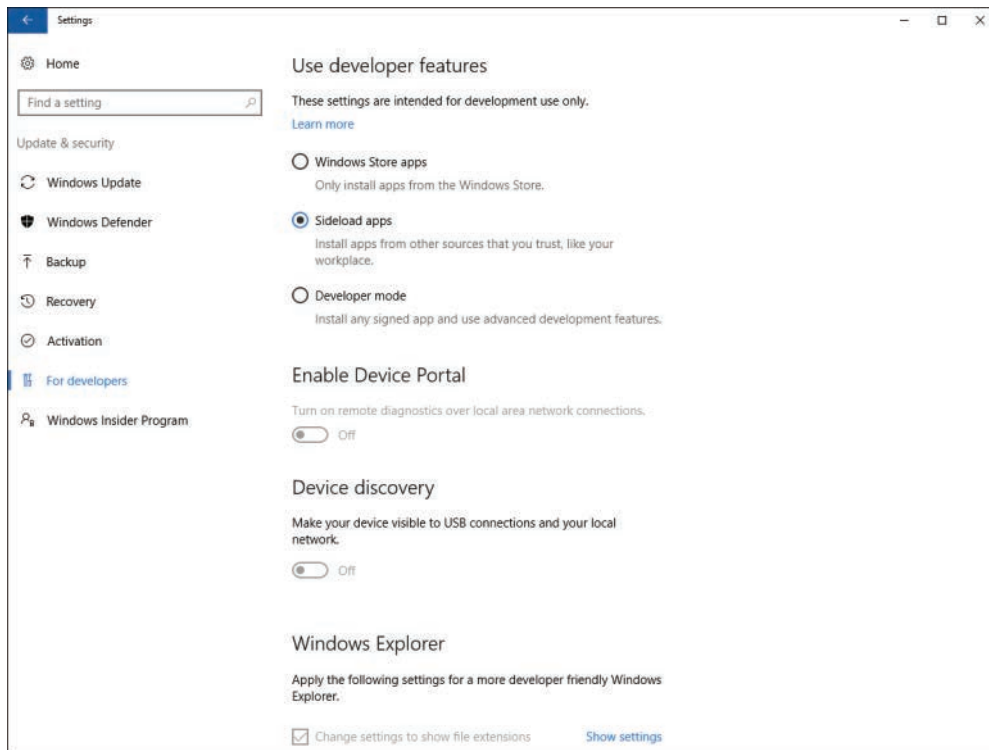 Settings
Home
Find a setting
Update & security
Windows Update
Windows Defender
Backup
Recovery
Activation
For developers
Windows Insider Program
Use developer features
These settings are intended for development use only.
Learn more
Windows Store apps
Only install apps from the Windows Store.
Sideload apps
Install apps from other sources that you trust, like your
workplace.
Developer mode
Install any signed app and use advanced development features.
Enable Device Portal
Turn on remote diagnostics over local area network connections.
Off
Device discovery
Make your device visible to USB connections and your local
network.
Off
Windows Explorer
Apply the following settings for a more developer friendly Windows
Explorer.
Change settings to show file extensions Show settings